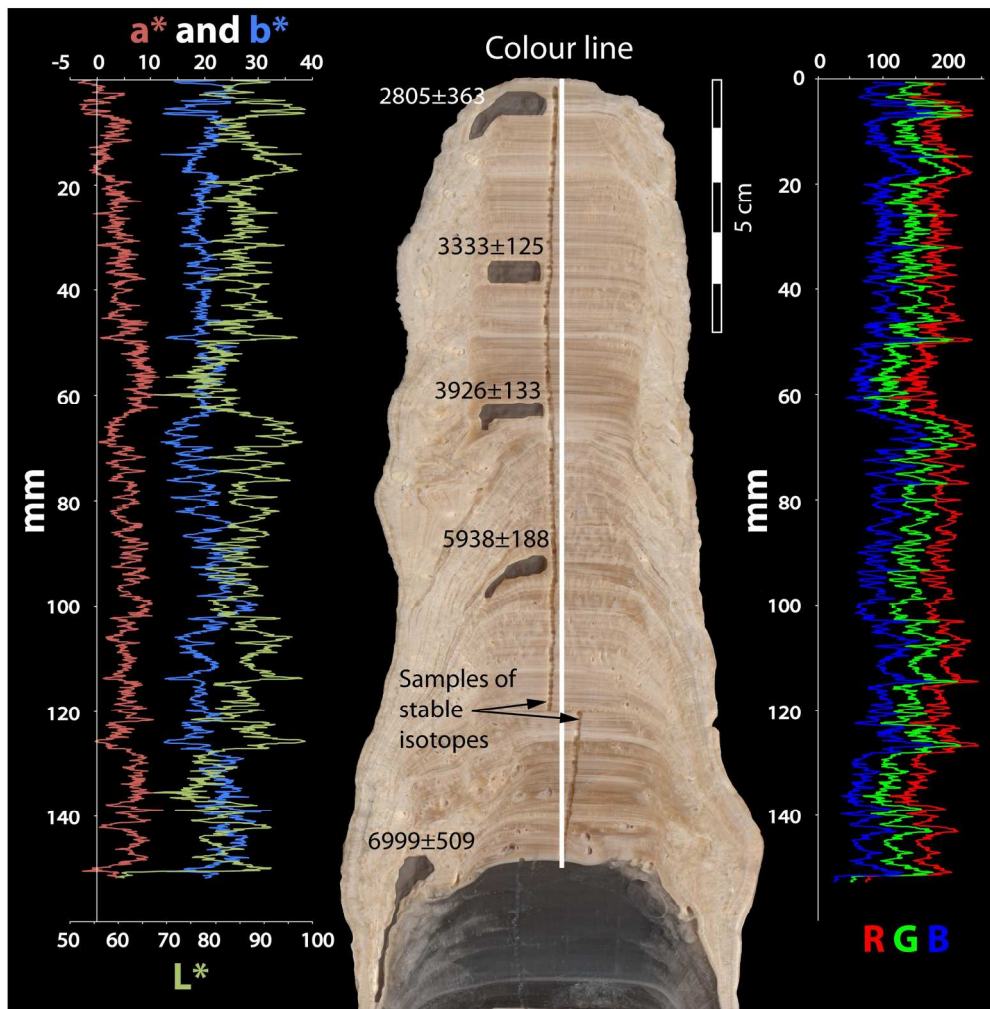 a* and b*
-5 0 10 20 30 40
Colour line
0 100 200
0
2805±363
20
20
5 cm
3333±125
40
40
3926±133
60
60
mm
mm
80
80
5938±188
100
100
Samples of
stable
isotopes
120
120
140
140
6999±509
50 60 70 80 90 100
L*
R G B